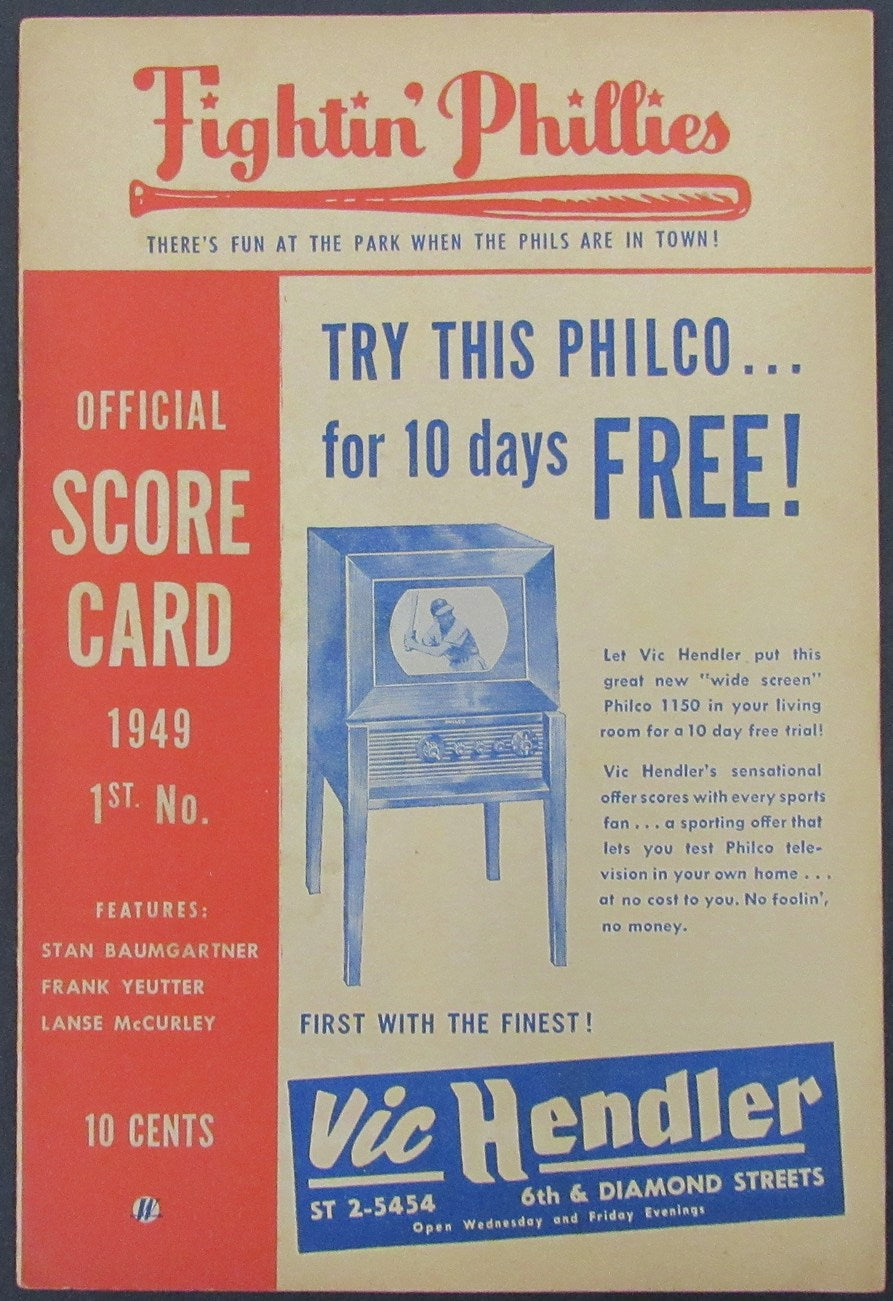 Fightin' Phillies
THERE'S FUN AT THE PARK WHEN THE PHILS ARE IN TOWN!
OFFICIAL
SCORE
CARD
1949
1ST. No.
FEATURES:
STAN BAUMGARTNER
FRANK YEUTTER
LANSE McCURLEY
10 CENTS
TRY THIS PHILCO...
for 10 days FREE!
PHILCO
Let Vic Hendler put this
great new "wide screen"
Philco 1150 in your living
room for a 10 day free trial!
Vic Hendler's sensational
offer scores with every sports
fan . . . a sporting offer that
lets you test Philco tele-
vision in your own home . . .
at no cost to you. No foolin',
no money.
FIRST WITH THE FINEST!
Vic Hendler
ST 2-5454 6th & DIAMOND STREETS
Open Wednesday and Friday Evenings